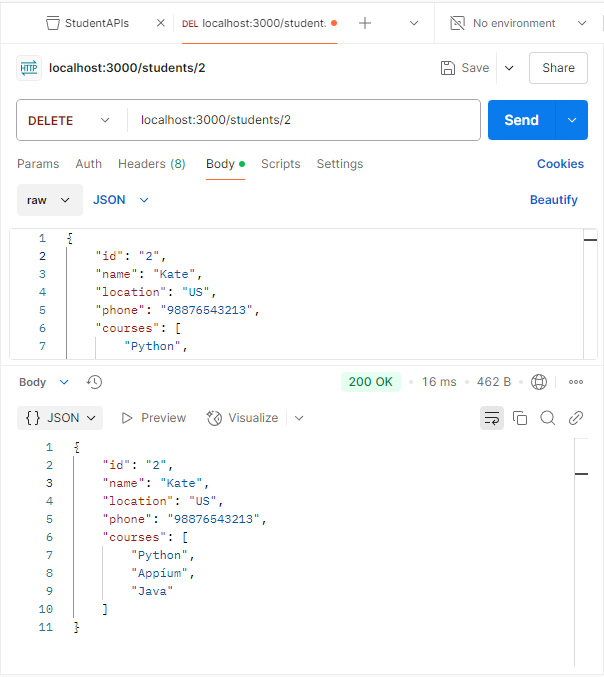 StudentAPIs DEL localhost:3000/student. No environment
HTTP localhost:3000/students/2 Save Share
DELETE localhost:3000/students/2 Send
Params Auth Headers (8) Body Scripts Settings Cookies
raw JSON Beautify
1 {
2 "id": "2",
3 "name": "Kate",
4 "location": "US",
5 "phone": "98876543213",
6 "courses": [
7 "Python",
Body 200 OK • 16 ms • 462 B
{} JSON Preview Visualize
1 {
2 "id": "2",
3 "name": "Kate",
4 "location": "US",
5 "phone": "98876543213",
6 "courses": [
7 "Python",
8 "Appium",
9 "Java"
10 ]
11 }